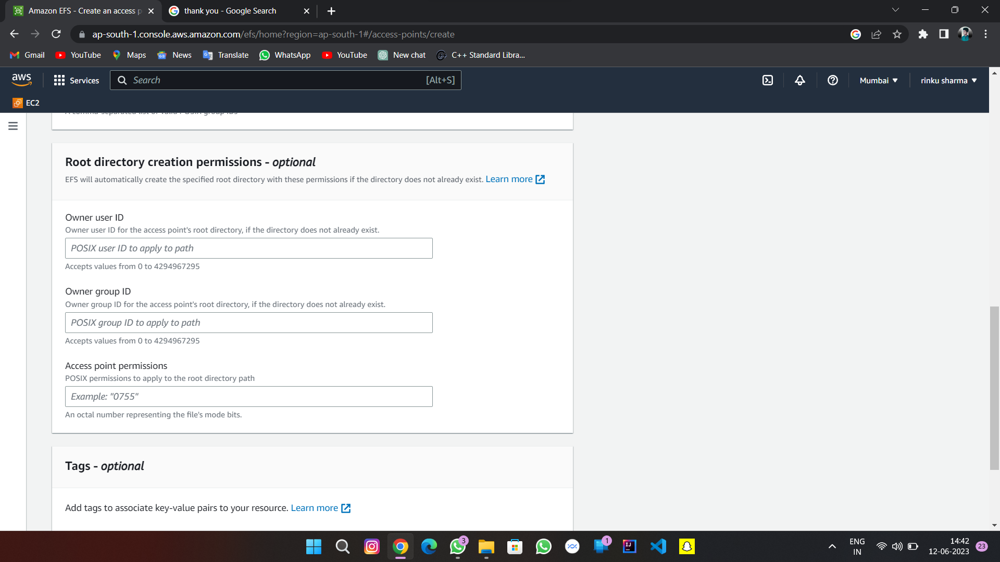 Amazon EFS - Create an access p
thank you - Google Search
ap-south-1.console.aws.amazon.com/efs/home?region=ap-south-1#/access-points/create
Gmail
YouTube
Maps
News
Translate
WhatsApp
YouTube
New chat
C++ Standard Libra...
aws
Services
Search
[Alt+S]
Mumbai
rinku sharma
EC2
A comma-separated list of valid POSIX group IDs
Root directory creation permissions - optional
EFS will automatically create the specified root directory with these permissions if the directory does not already exist. Learn more
Owner user ID
Owner user ID for the access point's root directory, if the directory does not already exist.
POSIX user ID to apply to path
Accepts values from 0 to 4294967295
Owner group ID
Owner group ID for the access point's root directory, if the directory does not already exist.
POSIX group ID to apply to path
Accepts values from 0 to 4294967295
Access point permissions
POSIX permissions to apply to the root directory path
Example: "0755"
An octal number representing the file's mode bits.
Tags - optional
Add tags to associate key-value pairs to your resource. Learn more
3
1
IJ
ENG
IN
14:42
12-06-2023
23